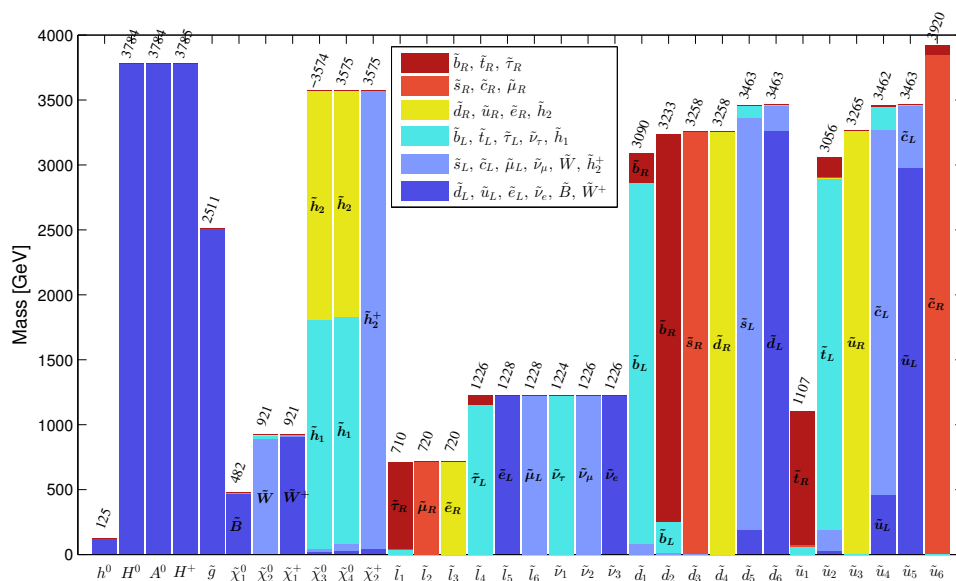 3784
3784
3785
−3574
3575
3575
3463
3463
3462
3463
3920
4000
3500
3000
2500
2000
1500
1000
500
0
Mass [GeV]
b̃_R, t̃_R, τ̃_R
s̃_R, c̃_R, μ̃_R
d̃_R, ũ_R, ẽ_R, h̃_2
b̃_L, t̃_L, τ̃_L, ν̃_τ, h̃_1
s̃_L, c̃_L, μ̃_L, ν̃_μ, W̃, h̃_2^+
d̃_L, ũ_L, ẽ_L, ν̃_e, B̃, W̃^+
125
2511
482
921
921
710
720
720
1226
1228
1228
1224
1226
1226
3090
3233
3258
3258
1107
3056
3265
B̃
W̃
W̃^+
h̃_2
h̃_1
h̃_2
h̃_1
h̃_2^+
τ̃_R
μ̃_R
ẽ_R
τ̃_L
ẽ_L
μ̃_L
ν̃_τ
ν̃_μ
ν̃_e
b̃_R
b̃_L
b̃_R
b̃_L
s̃_R
d̃_R
s̃_L
d̃_L
t̃_R
t̃_L
ũ_R
c̃_L
ũ_L
c̃_L
ũ_L
c̃_R
h^0 H^0 A^0 H^+ g̃ χ̃_1^0 χ̃_2^0 χ̃_1^+ χ̃_3^0 χ̃_4^0 χ̃_2^+ l̃_1 l̃_2 l̃_3 l̃_4 l̃_5 l̃_6 ν̃_1 ν̃_2 ν̃_3 d̃_1 d̃_2 d̃_3 d̃_4 d̃_5 d̃_6 ũ_1 ũ_2 ũ_3 ũ_4 ũ_5 ũ_6